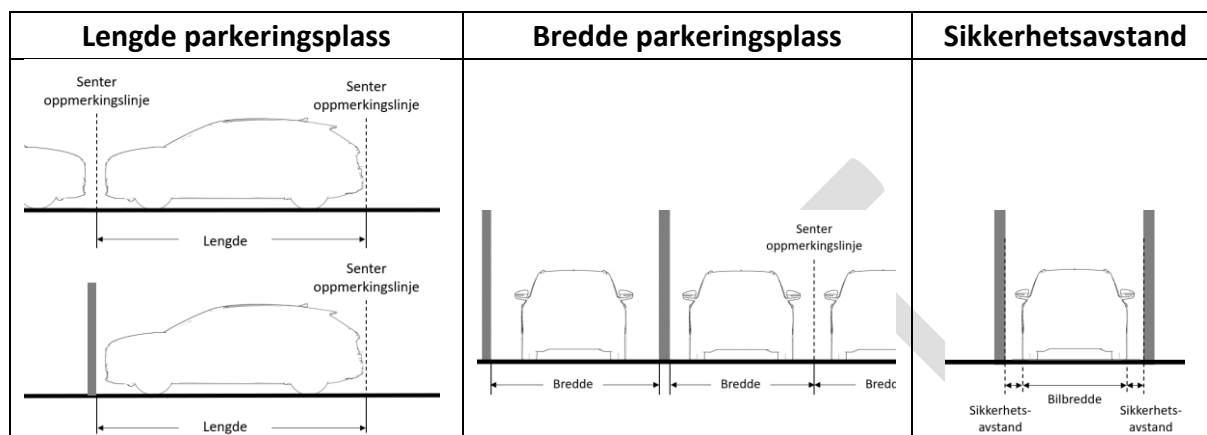 Lengde parkeringsplass
Bredde parkeringsplass
Sikkerhetsavstand
Senter
oppmerkingslinje
Senter
oppmerkingslinje
Lengde
Senter
oppmerkingslinje
Lengde
Senter
oppmerkingslinje
Bredde
Bredde
Bredd
Bilbredde
Sikkerhets-
avstand
Sikkerhets-
avstand